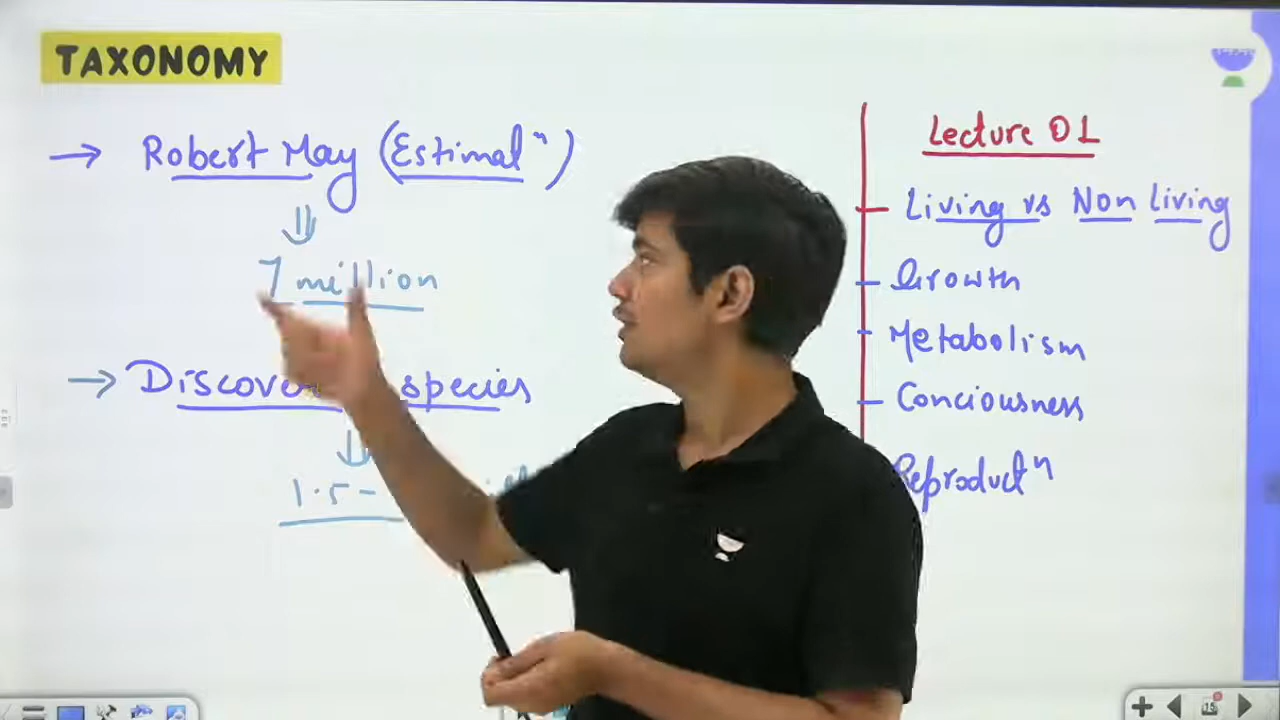 TAXONOMY
→ Robert May (Estimatⁿ)
7 million
→ species
1.5 -
Lecture 01
Living vs Non Living
Growth
Metabolism
Conciousness
Reproductⁿ